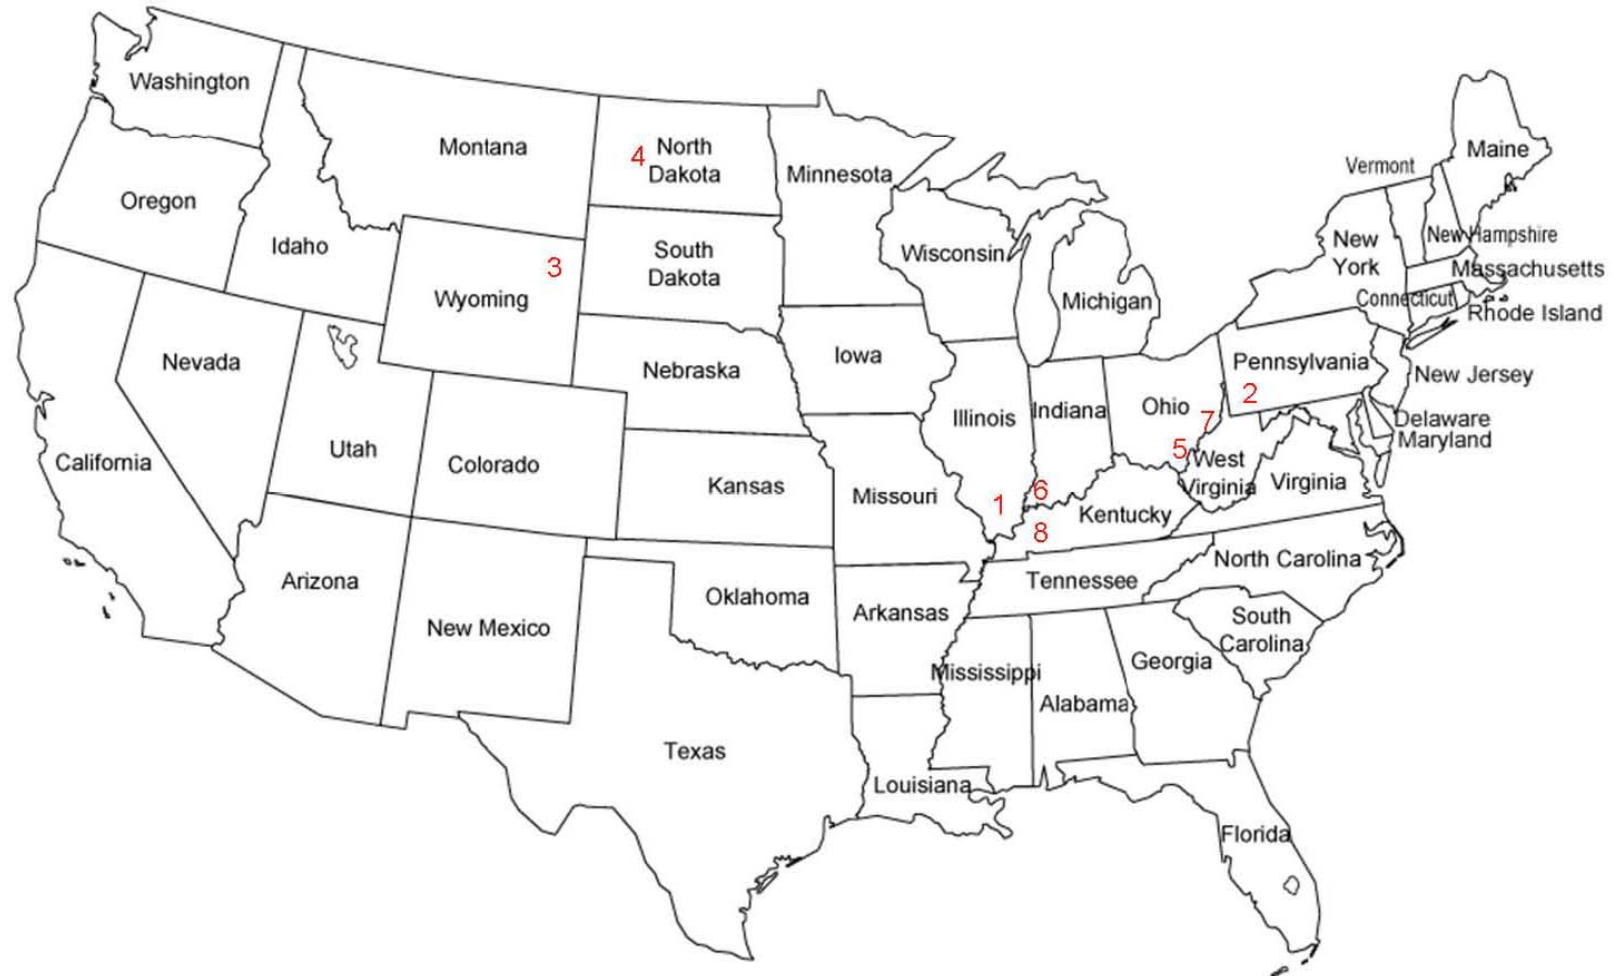 Washington
Montana
4 North
Dakota
Minnesota
Maine
Vermont
Oregon
Idaho
3
Wyoming
South
Dakota
Wisconsin
Michigan
New
York
New Hampshire
Massachusetts
Connecticut
Rhode Island
Nevada
Nebraska
Iowa
Illinois
Indiana
Ohio
7
5
Pennsylvania
2
New Jersey
Delaware
Maryland
California
Utah
Colorado
Kansas
Missouri
1
6
8
Kentucky
West
Virginia
Virginia
Arizona
New Mexico
Oklahoma
Arkansas
Tennessee
North Carolina
South
Carolina
Mississippi
Alabama
Georgia
Texas
Louisiana
Florida